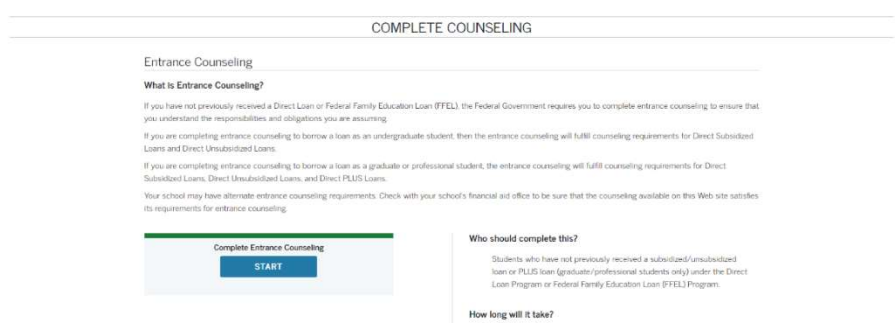 COMPLETE COUNSELING
Entrance Counseling
What is Entrance Counseling?
If you have not previously received a Direct Loan or Federal Family Education Loan (FFEL), the Federal Government requires you to complete entrance counseling to ensure that
you understand the responsibilities and obligations you are assuming.
If you are completing entrance counseling to borrow a loan as an undergraduate student, then the entrance counseling will fulfill counseling requirements for Direct Subsidized
Loans and Direct Unsubsidized Loans.
If you are completing entrance counseling to borrow a loan as a graduate or professional student, the entrance counseling will fulfill counseling requirements for Direct
Subsidized Loans, Direct Unsubsidized Loans, and Direct PLUS Loans.
Your school may have alternate entrance counseling requirements. Check with your school's financial aid office to be sure that the counseling available on this Web site satisfies
its requirements for entrance counseling.
Complete Entrance Counseling
START
Who should complete this?
Students who have not previously received a subsidized/unsubsidized
loan or PLUS loan (graduate/professional students only) under the Direct
Loan Program or Federal Family Education Loan (FFEL) Program.
How long will it take?